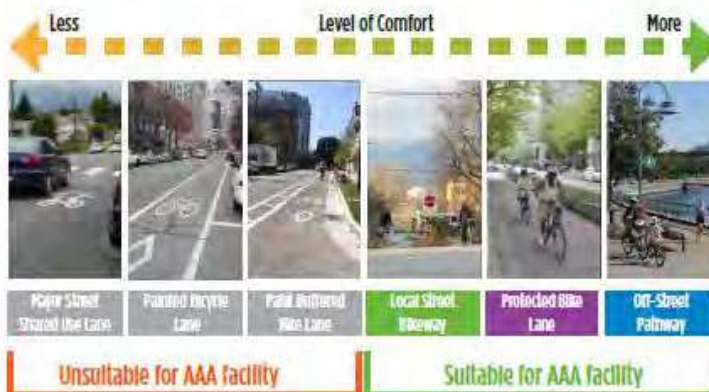 Less Level of Comfort More
Major Street Painted Bicycle Paint Buffered Local Street Protected Bike Off-Street
Shared Use Lane Lane Bike Lane Bikeway Lane Pathway
Unsuitable for AAA facility Suitable for AAA facility